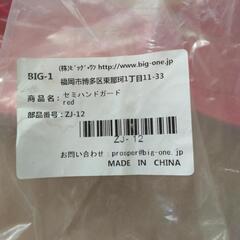 (株)ﾋﾞｯｸﾞ･ﾜﾝ http://www.big-one.jp
BIG-1 福岡市博多区東那珂1丁目11-33
商品名：セミハンドガード
red
部品番号：ZJ-12
ZJ-12
お問い合わせ：prosper@big-one.jp
MADE IN CHINA